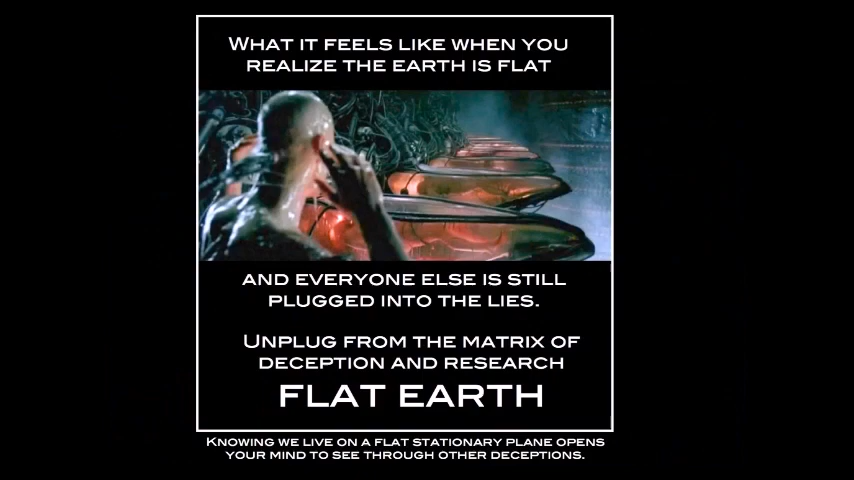 WHAT IT FEELS LIKE WHEN YOU
REALIZE THE EARTH IS FLAT
AND EVERYONE ELSE IS STILL
PLUGGED INTO THE LIES.
UNPLUG FROM THE MATRIX OF
DECEPTION AND RESEARCH
FLAT EARTH
KNOWING WE LIVE ON A FLAT STATIONARY PLANE OPENS
YOUR MIND TO SEE THROUGH OTHER DECEPTIONS.